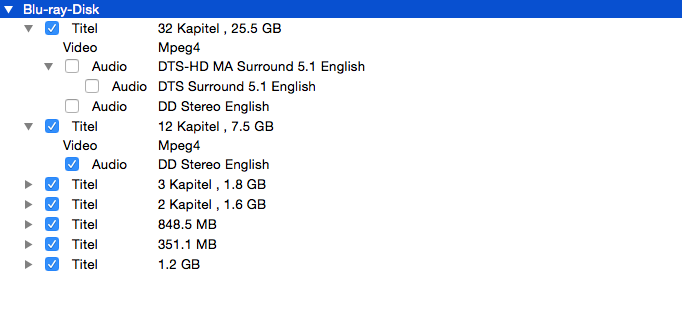 Blu-ray-Disk
Titel 32 Kapitel , 25.5 GB
Video Mpeg4
Audio DTS-HD MA Surround 5.1 English
Audio DTS Surround 5.1 English
Audio DD Stereo English
Titel 12 Kapitel , 7.5 GB
Video Mpeg4
Audio DD Stereo English
Titel 3 Kapitel , 1.8 GB
Titel 2 Kapitel , 1.6 GB
Titel 848.5 MB
Titel 351.1 MB
Titel 1.2 GB